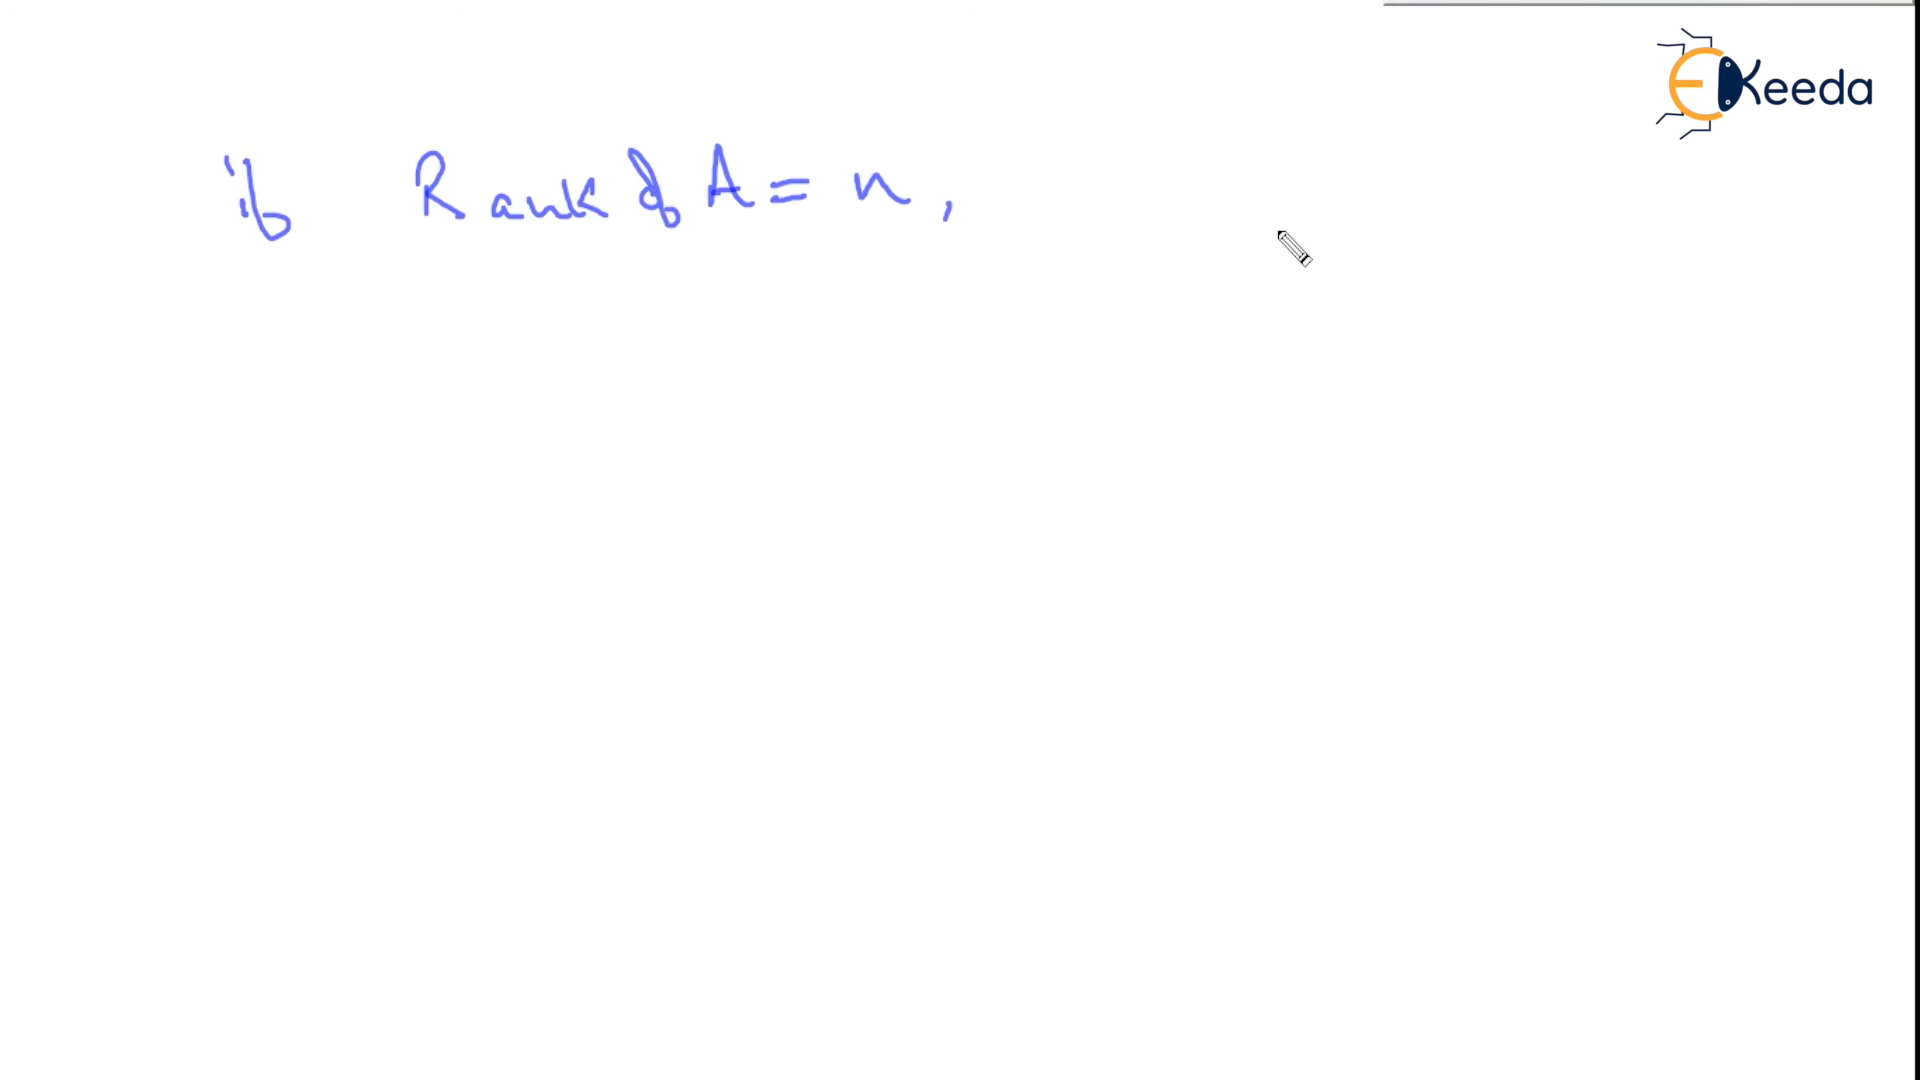 EKeeda
if Rank of A = n,